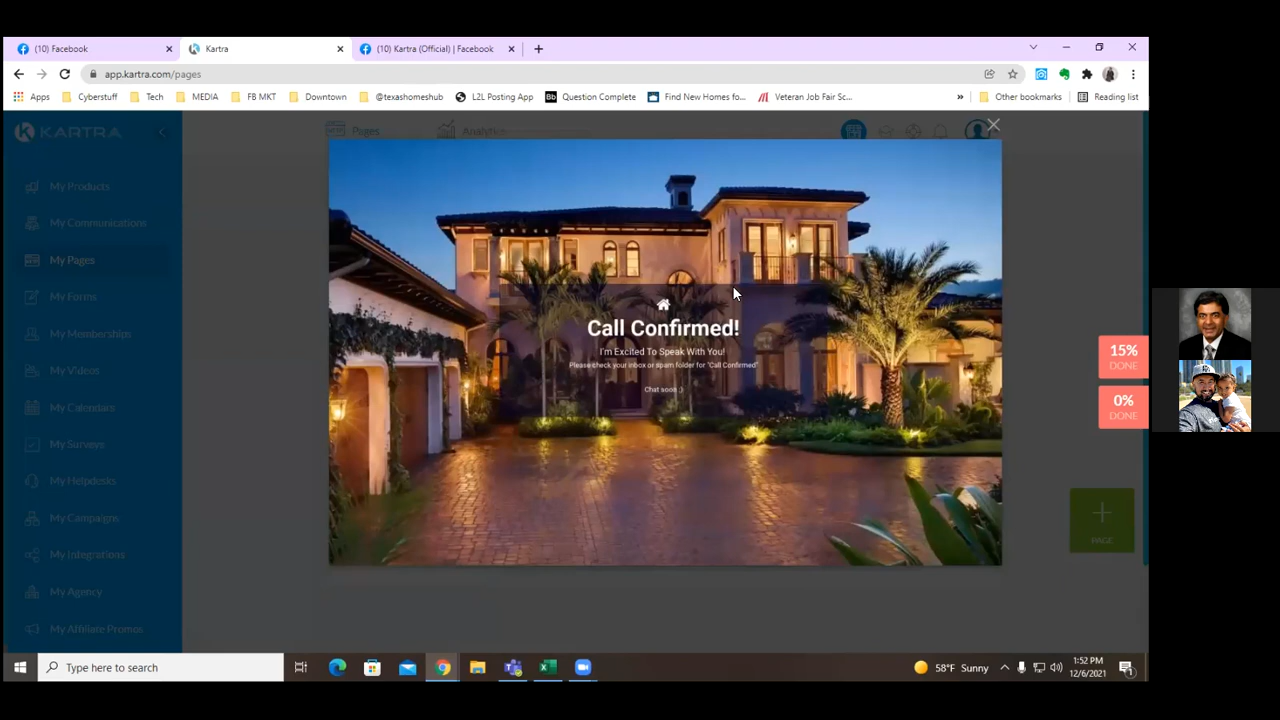 (10) Facebook
Kartra
(10) Kartra (Official) | Facebook
app.kartra.com/pages
Apps
Cyberstuff
Tech
MEDIA
FB MKT
Downtown
@texashomeshub
L2L Posting App
Bb Question Complete
Find New Homes fo...
Veteran Job Fair Sc...
»
Other bookmarks
Reading list
KARTRA
Pages
Analytics
My Products
My Communications
My Pages
My Forms
My Memberships
My Videos
My Calendars
My Surveys
My Helpdesks
My Campaigns
My Integrations
My Agency
My Affiliate Promos
Call Confirmed!
I'm Excited To Speak With You!
Please check your inbox or spam folder for "Call Confirmed"
Chat soon :)
15%
DONE
0%
DONE
PAGE
Type here to search
58°F Sunny
1:52 PM
12/6/2021
1